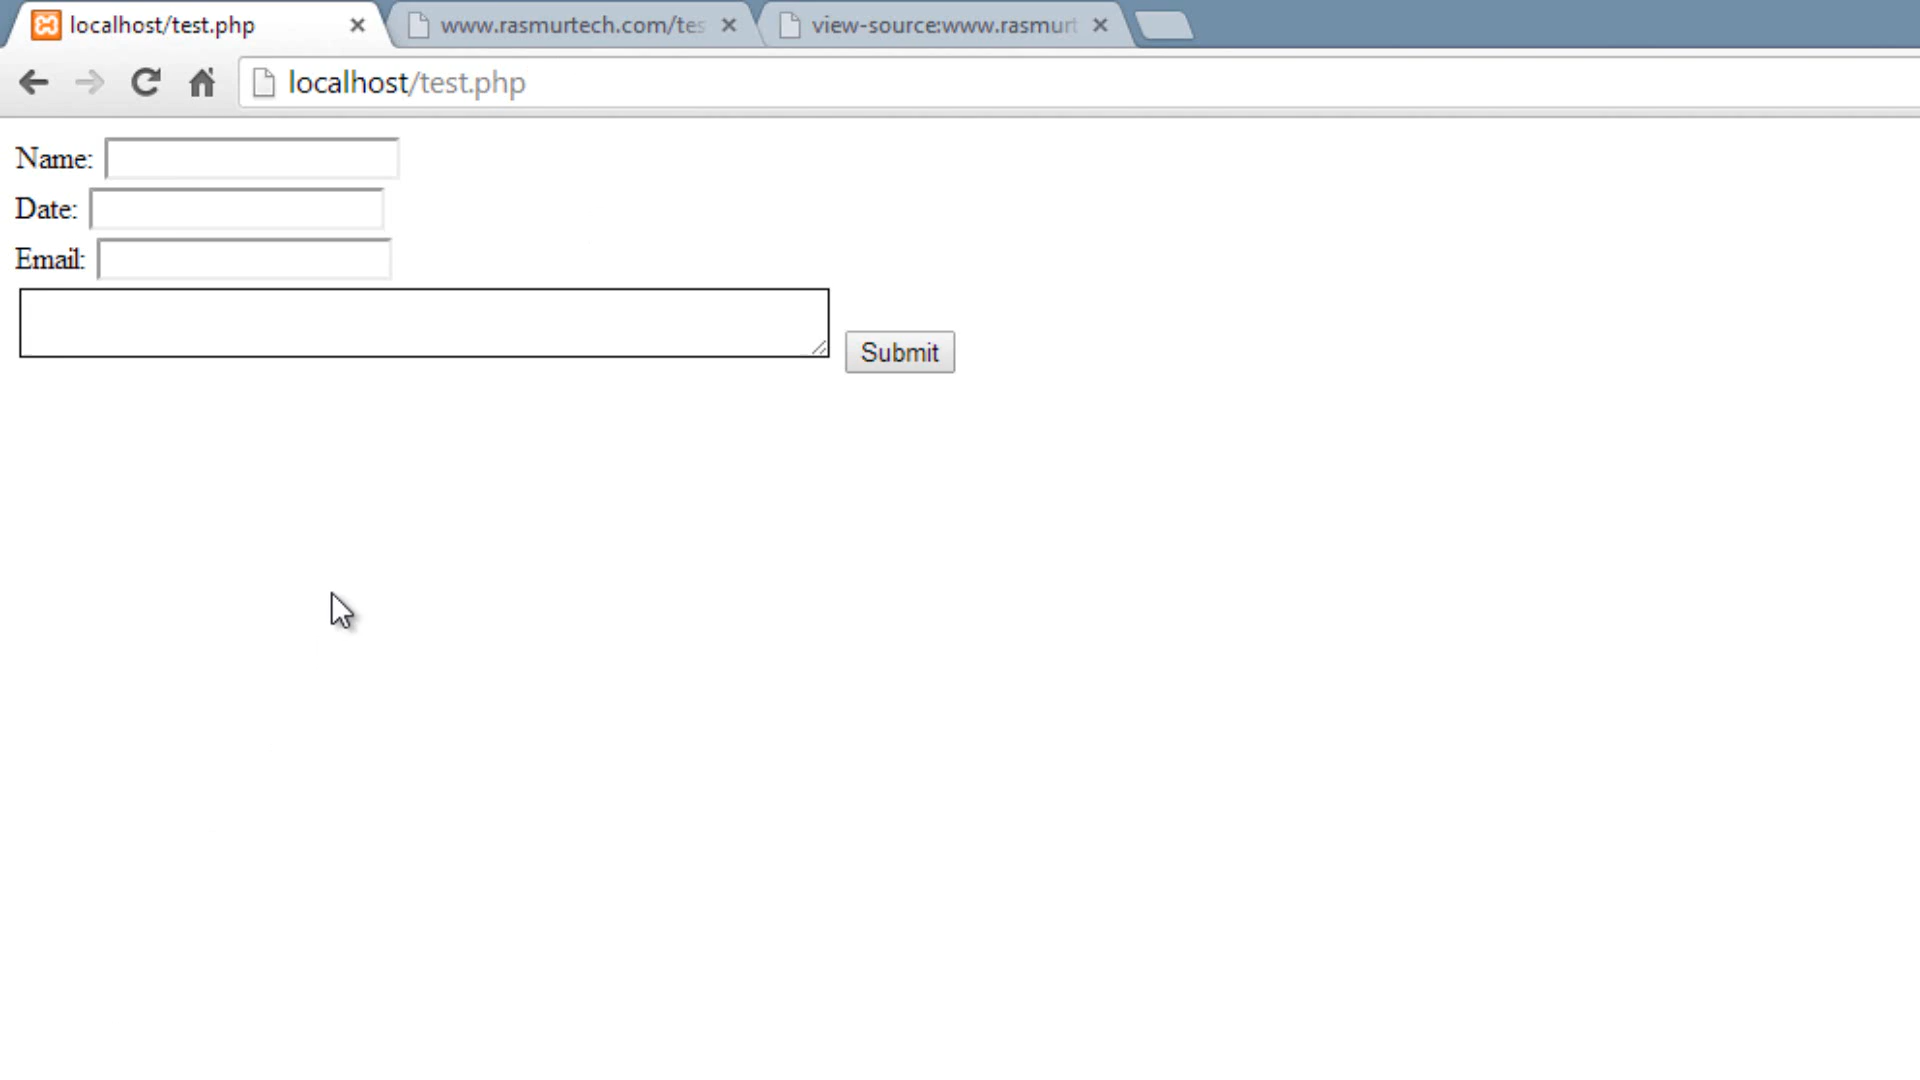 localhost/test.php
www.rasmurtech.com/tes
view-source:www.rasmurt
localhost/test.php
Name:
Date:
Email:
Submit